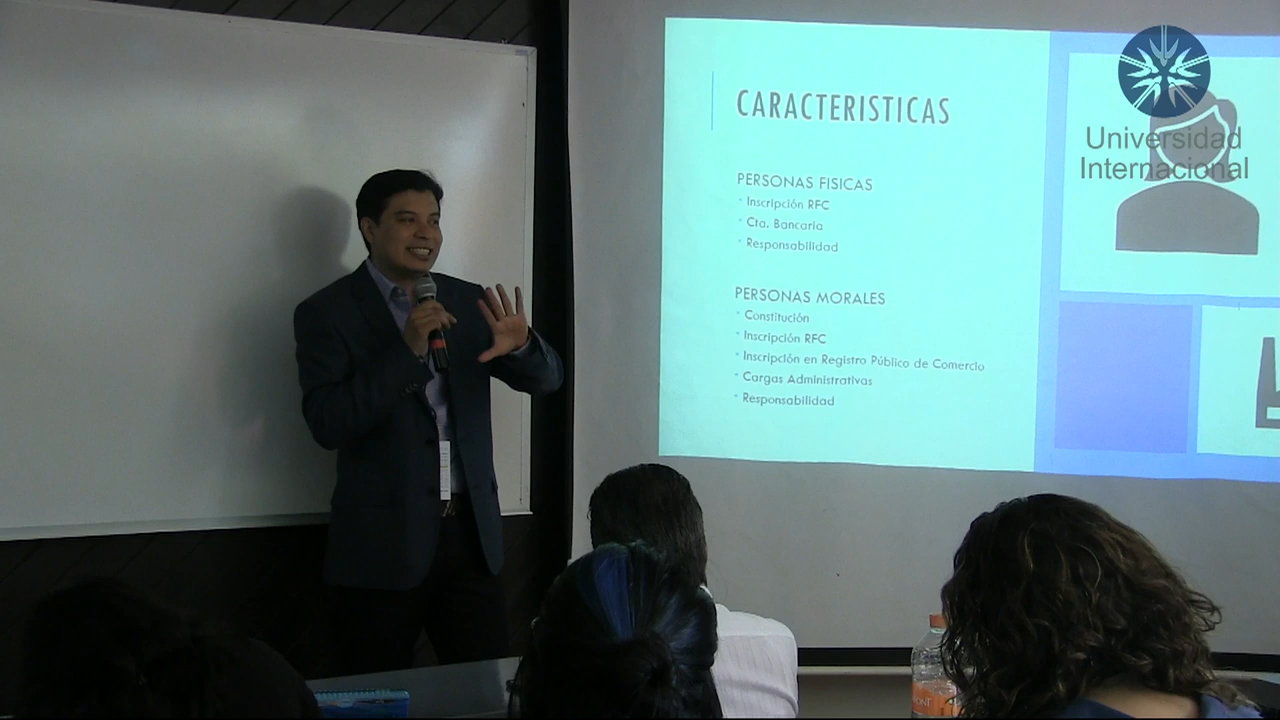 CARACTERISTICAS
PERSONAS FISICAS
Inscripción RFC
Cta. Bancaria
Responsabilidad
PERSONAS MORALES
Constitución
Inscripción RFC
Inscripción en Registro Público de Comercio
Cargas Administrativas
Responsabilidad
Universidad
Internacional